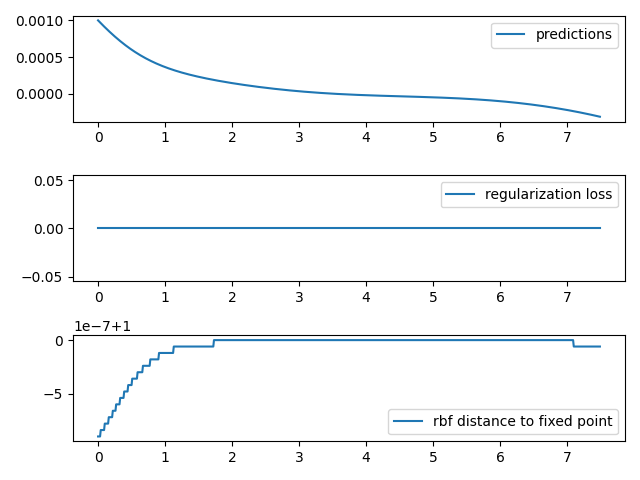 0.0010
0.0005
0.0000
predictions
0 1 2 3 4 5 6 7
0.05
0.00
−0.05
regularization loss
0 1 2 3 4 5 6 7
1e−7+1
0
−5
rbf distance to fixed point
0 1 2 3 4 5 6 7